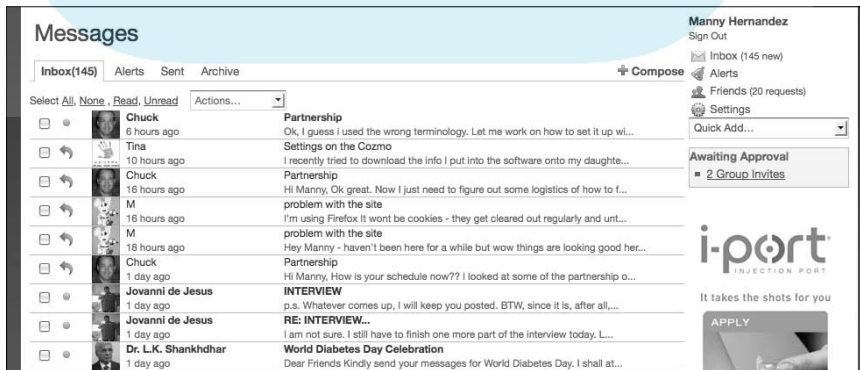 Messages
Inbox(145) Alerts Sent Archive
Compose
Select All, None , Read, Unread Actions...
Chuck Partnership
6 hours ago Ok, I guess i used the wrong terminology. Let me work on how to set it up wi...
Tina Settings on the Cozmo
10 hours ago I recently tried to download the info I put into the software onto my daughte...
Chuck Partnership
16 hours ago Hi Manny, Ok great. Now I just need to figure out some logistics of how to f...
M problem with the site
16 hours ago I'm using Firefox It wont be cookies - they get cleared out regularly and unt...
M problem with the site
18 hours ago Hey Manny - haven't been here for a while but wow things are looking good her...
Chuck Partnership
1 day ago Hi Manny, How is your schedule now?? I looked at some of the partnership o...
Jovanni de Jesus INTERVIEW
1 day ago p.s. Whatever comes up, I will keep you posted. BTW, since it is, after all,...
Jovanni de Jesus RE: INTERVIEW...
1 day ago I am not sure. I still have to finish one more part of the interview today. L...
Dr. L.K. Shankhdhar World Diabetes Day Celebration
1 day ago Dear Friends Kindly send your messages for World Diabetes Day. I shall at...
Manny Hernandez
Sign Out
Inbox (145 new)
Alerts
Friends (20 requests)
Settings
Quick Add...
Awaiting Approval
2 Group Invites
i-port
INJECTION PORT
It takes the shots for you
APPLY